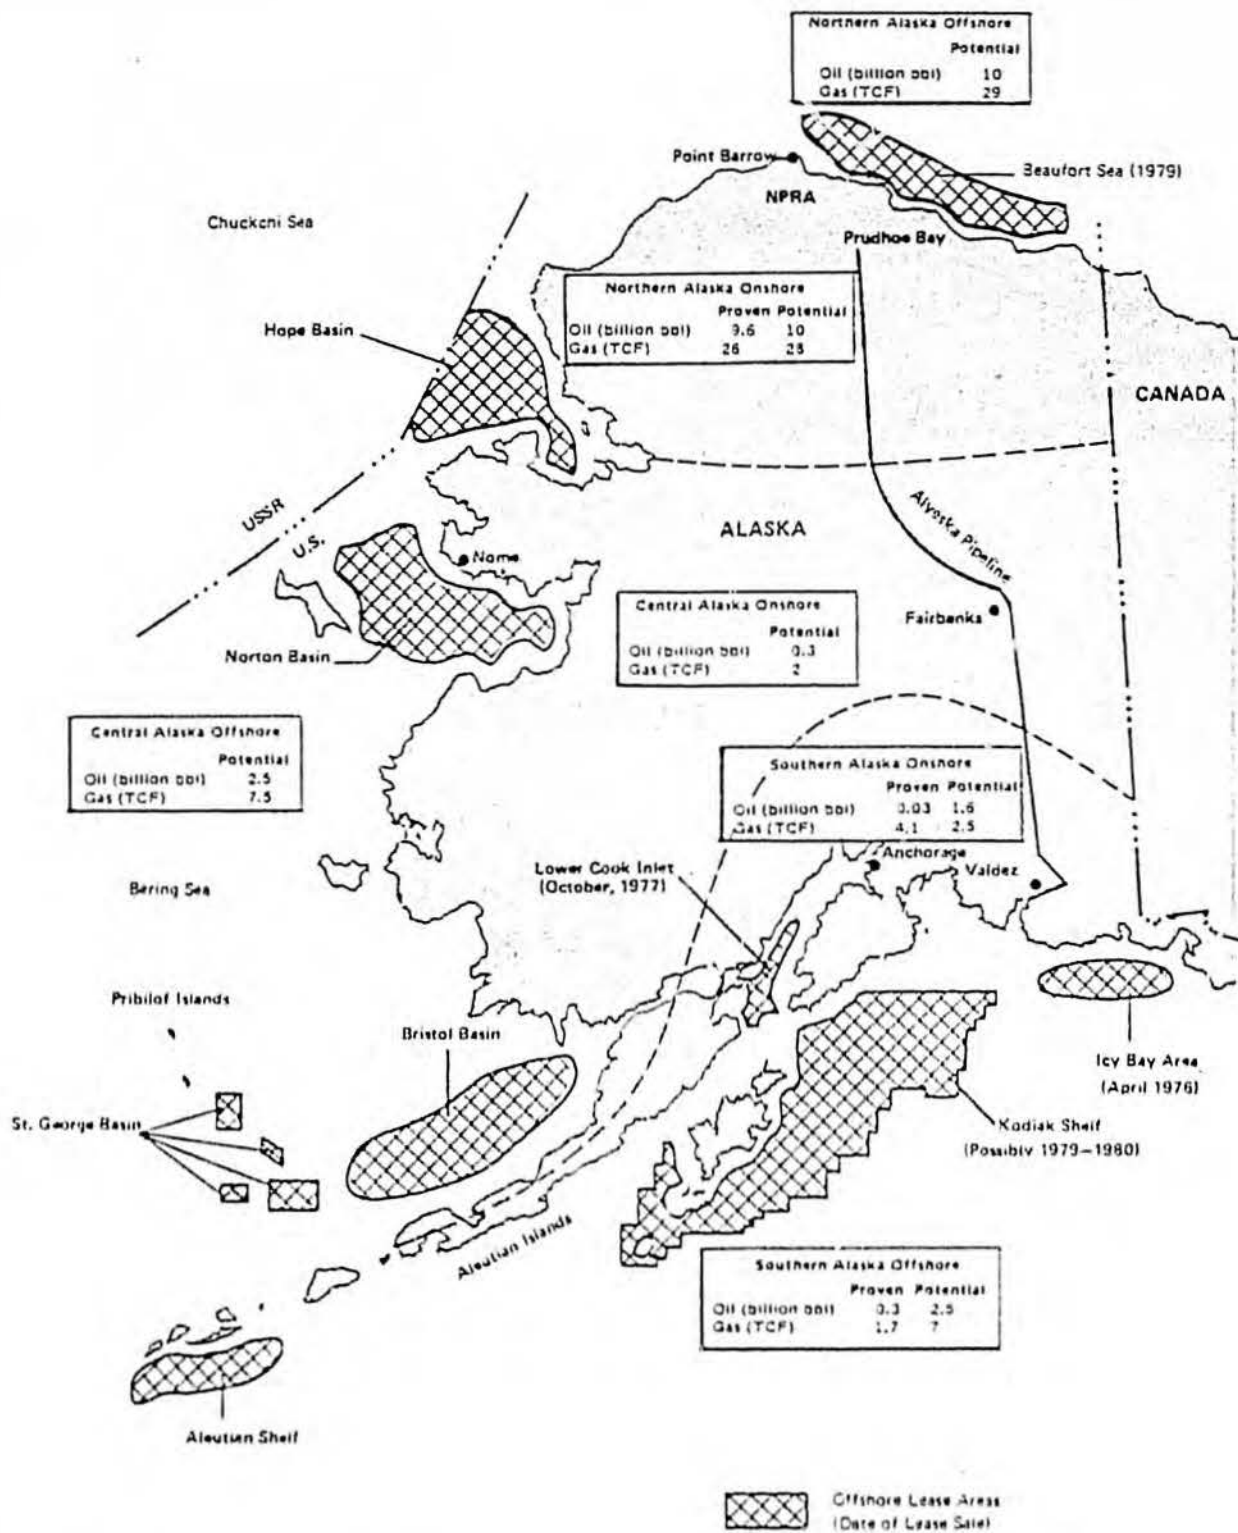 Northern Alaska Offshore
Potential
Oil (billion bbl) 10
Gas (TCF) 29
Point Barrow
Beaufort Sea (1979)
NPRA
Chuckchi Sea
Prudhoe Bay
Northern Alaska Onshore
Proven Potential
Oil (billion bbl) 9.6 10
Gas (TCF) 26 25
Hope Basin
CANADA
USSR
U.S.
ALASKA
Alyeska Pipeline
Nome
Fairbanks
Central Alaska Onshore
Potential
Oil (billion bbl) 0.3
Gas (TCF) 2
Norton Basin
Central Alaska Offshore
Potential
Oil (billion bbl) 2.5
Gas (TCF) 7.5
Southern Alaska Onshore
Proven Potential
Oil (billion bbl) 0.03 1.6
Gas (TCF) 4.1 2.5
Anchorage
Valdez
Lower Cook Inlet
(October, 1977)
Bering Sea
Pribilof Islands
Bristol Basin
Icy Bay Area
(April 1976)
St. George Basin
Kodiak Shelf
(Possibly 1979–1980)
Aleutian Islands
Southern Alaska Offshore
Proven Potential
Oil (billion bbl) 0.3 2.5
Gas (TCF) 1.7 7
Aleutian Shelf
Offshore Lease Areas
(Date of Lease Sale)